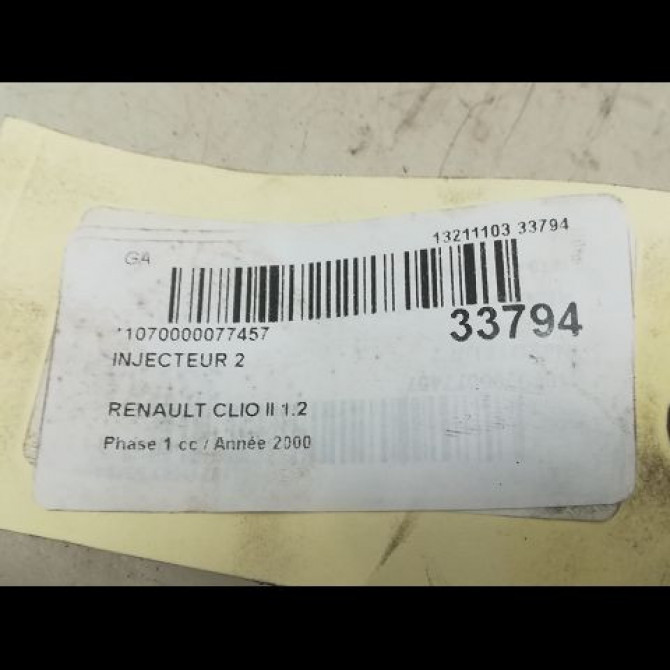 13211103 33794
GA
*1070000077457
33794
INJECTEUR 2
RENAULT CLIO II 1.2
Phase 1 cc / Année 2000